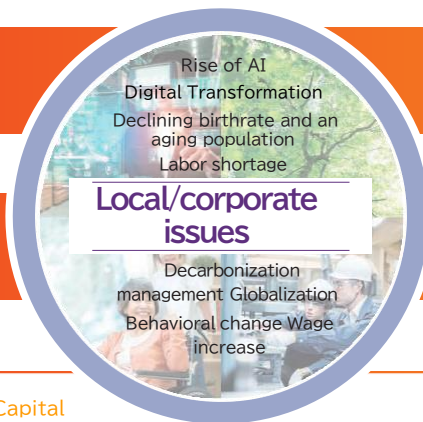 Rise of AI
Digital Transformation
Declining birthrate and an
aging population
Labor shortage
Local/corporate
issues
Decarbonization
management Globalization
Behavioral change Wage
increase
Capital